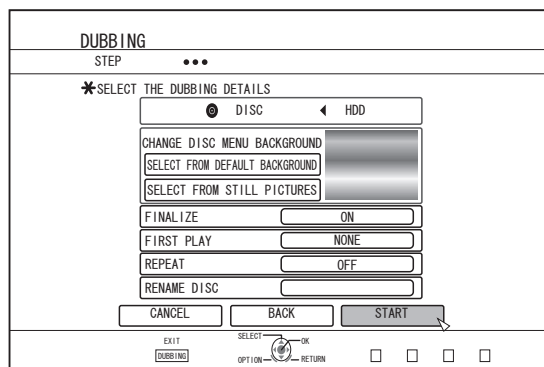 DUBBING
STEP
SELECT THE DUBBING DETAILS
DISC HDD
CHANGE DISC MENU BACKGROUND
SELECT FROM DEFAULT BACKGROUND
SELECT FROM STILL PICTURES
FINALIZE ON
FIRST PLAY NONE
REPEAT OFF
RENAME DISC
CANCEL BACK START
EXIT SELECT OK
DUBBING OPTION RETURN